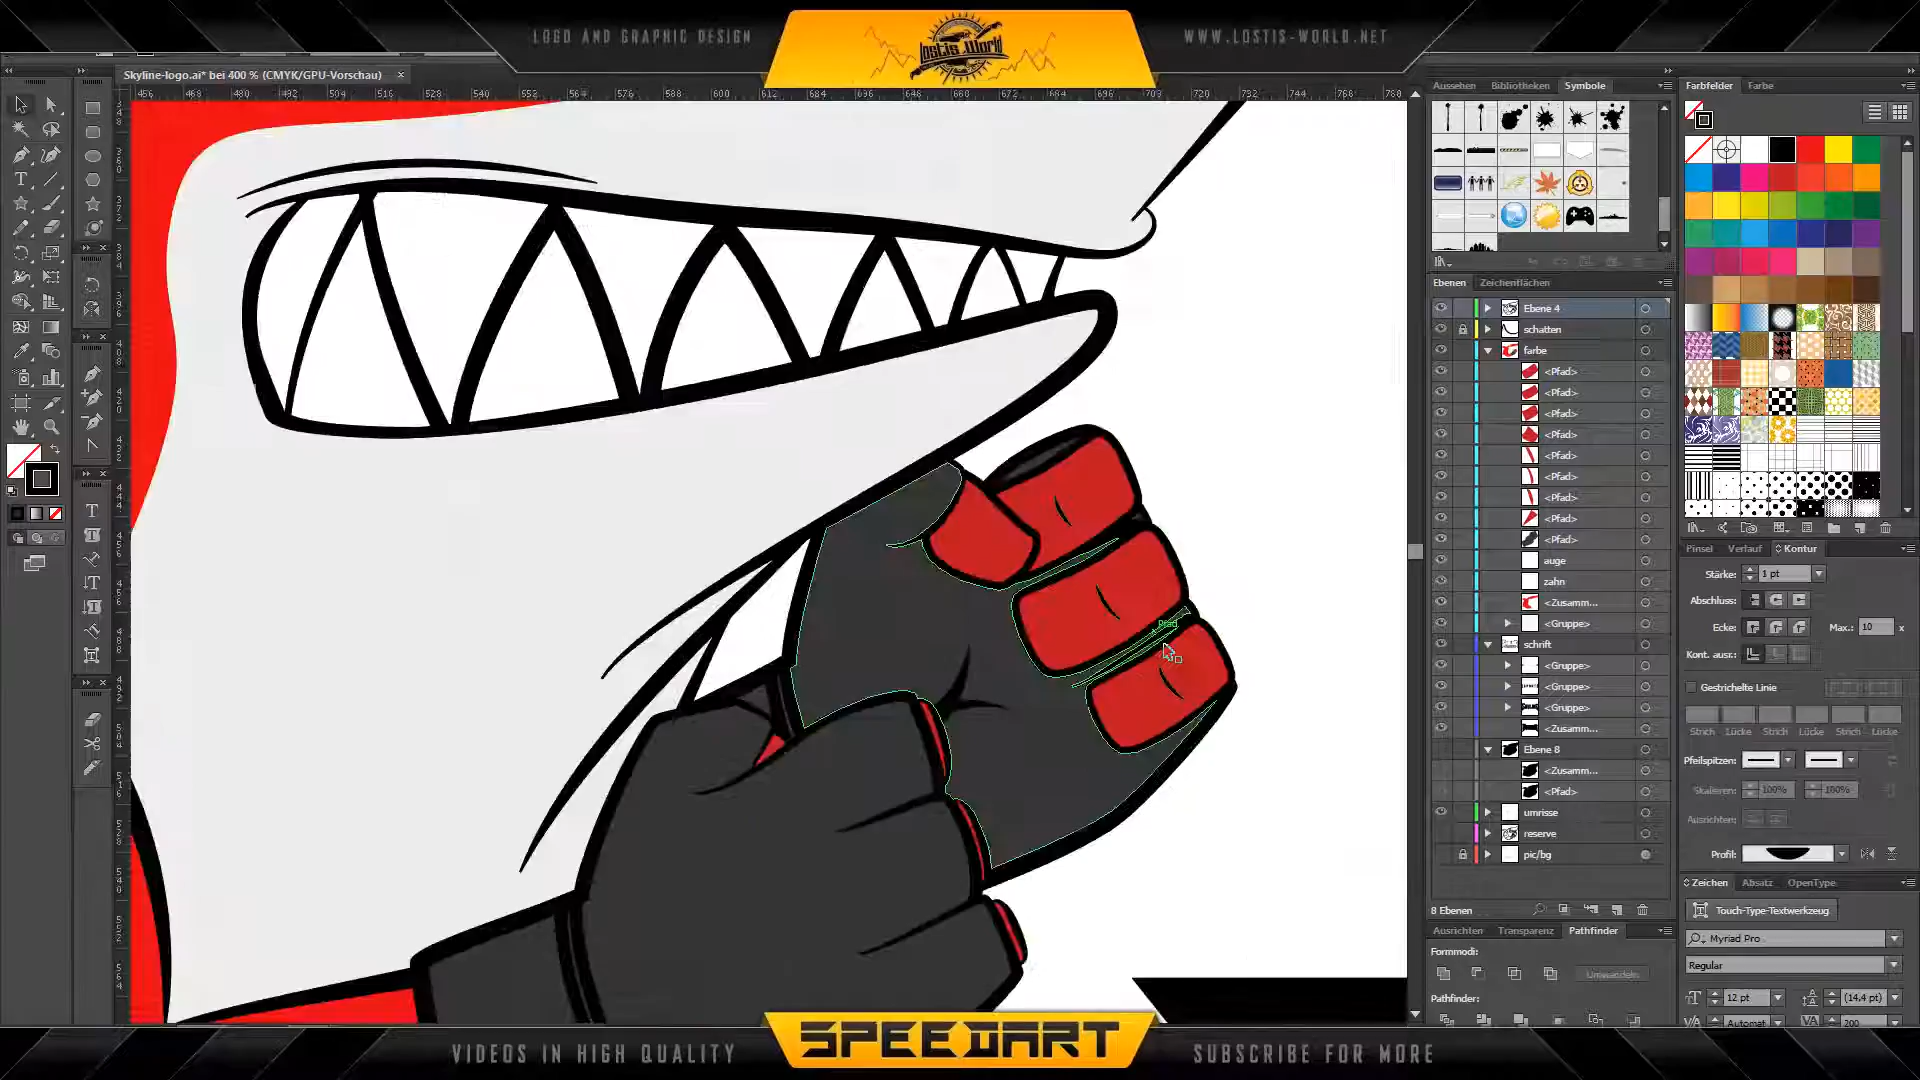 LOGO AND GRAPHIC DESIGN
Lostis World
WWW.LOSTIS-WORLD.NET
Skyline-logo.ai* bei 400 % (CMYK/GPU-Vorschau)
Aussehen Bibliotheken Symbole
Farbfelder Farbe
Ebenen Zeichenflächen
Ebene 4
schatten
farbe
<Pfad>
<Pfad>
<Pfad>
<Pfad>
<Pfad>
<Pfad>
<Pfad>
<Pfad>
<Pfad>
auge
zahn
<Zusamm...
<Gruppe>
schrift
<Gruppe>
<Gruppe>
<Gruppe>
<Zusamm...
Ebene 8
<Zusamm...
<Pfad>
umrisse
reserve
pic/bg
8 Ebenen
Ausrichten Transparenz Pathfinder
Formmodi:
Umwandeln
Pathfinder:
Pinsel Verlauf Kontur
Stärke: 1 pt
Abschluss:
Ecke: Max.: 10 x
Kont. ausr.:
Gestrichelte Linie
Strich Lücke Strich Lücke Strich Lücke
Pfeilspitzen:
Skalieren: 100% 100%
Ausrichten:
Profil:
Zeichen Absatz OpenType
Touch-Type-Textwerkzeug
Myriad Pro
Regular
12 pt (14,4 pt)
Automat 200
Pfad
VIDEOS IN HIGH QUALITY
SPEEDART
SUBSCRIBE FOR MORE